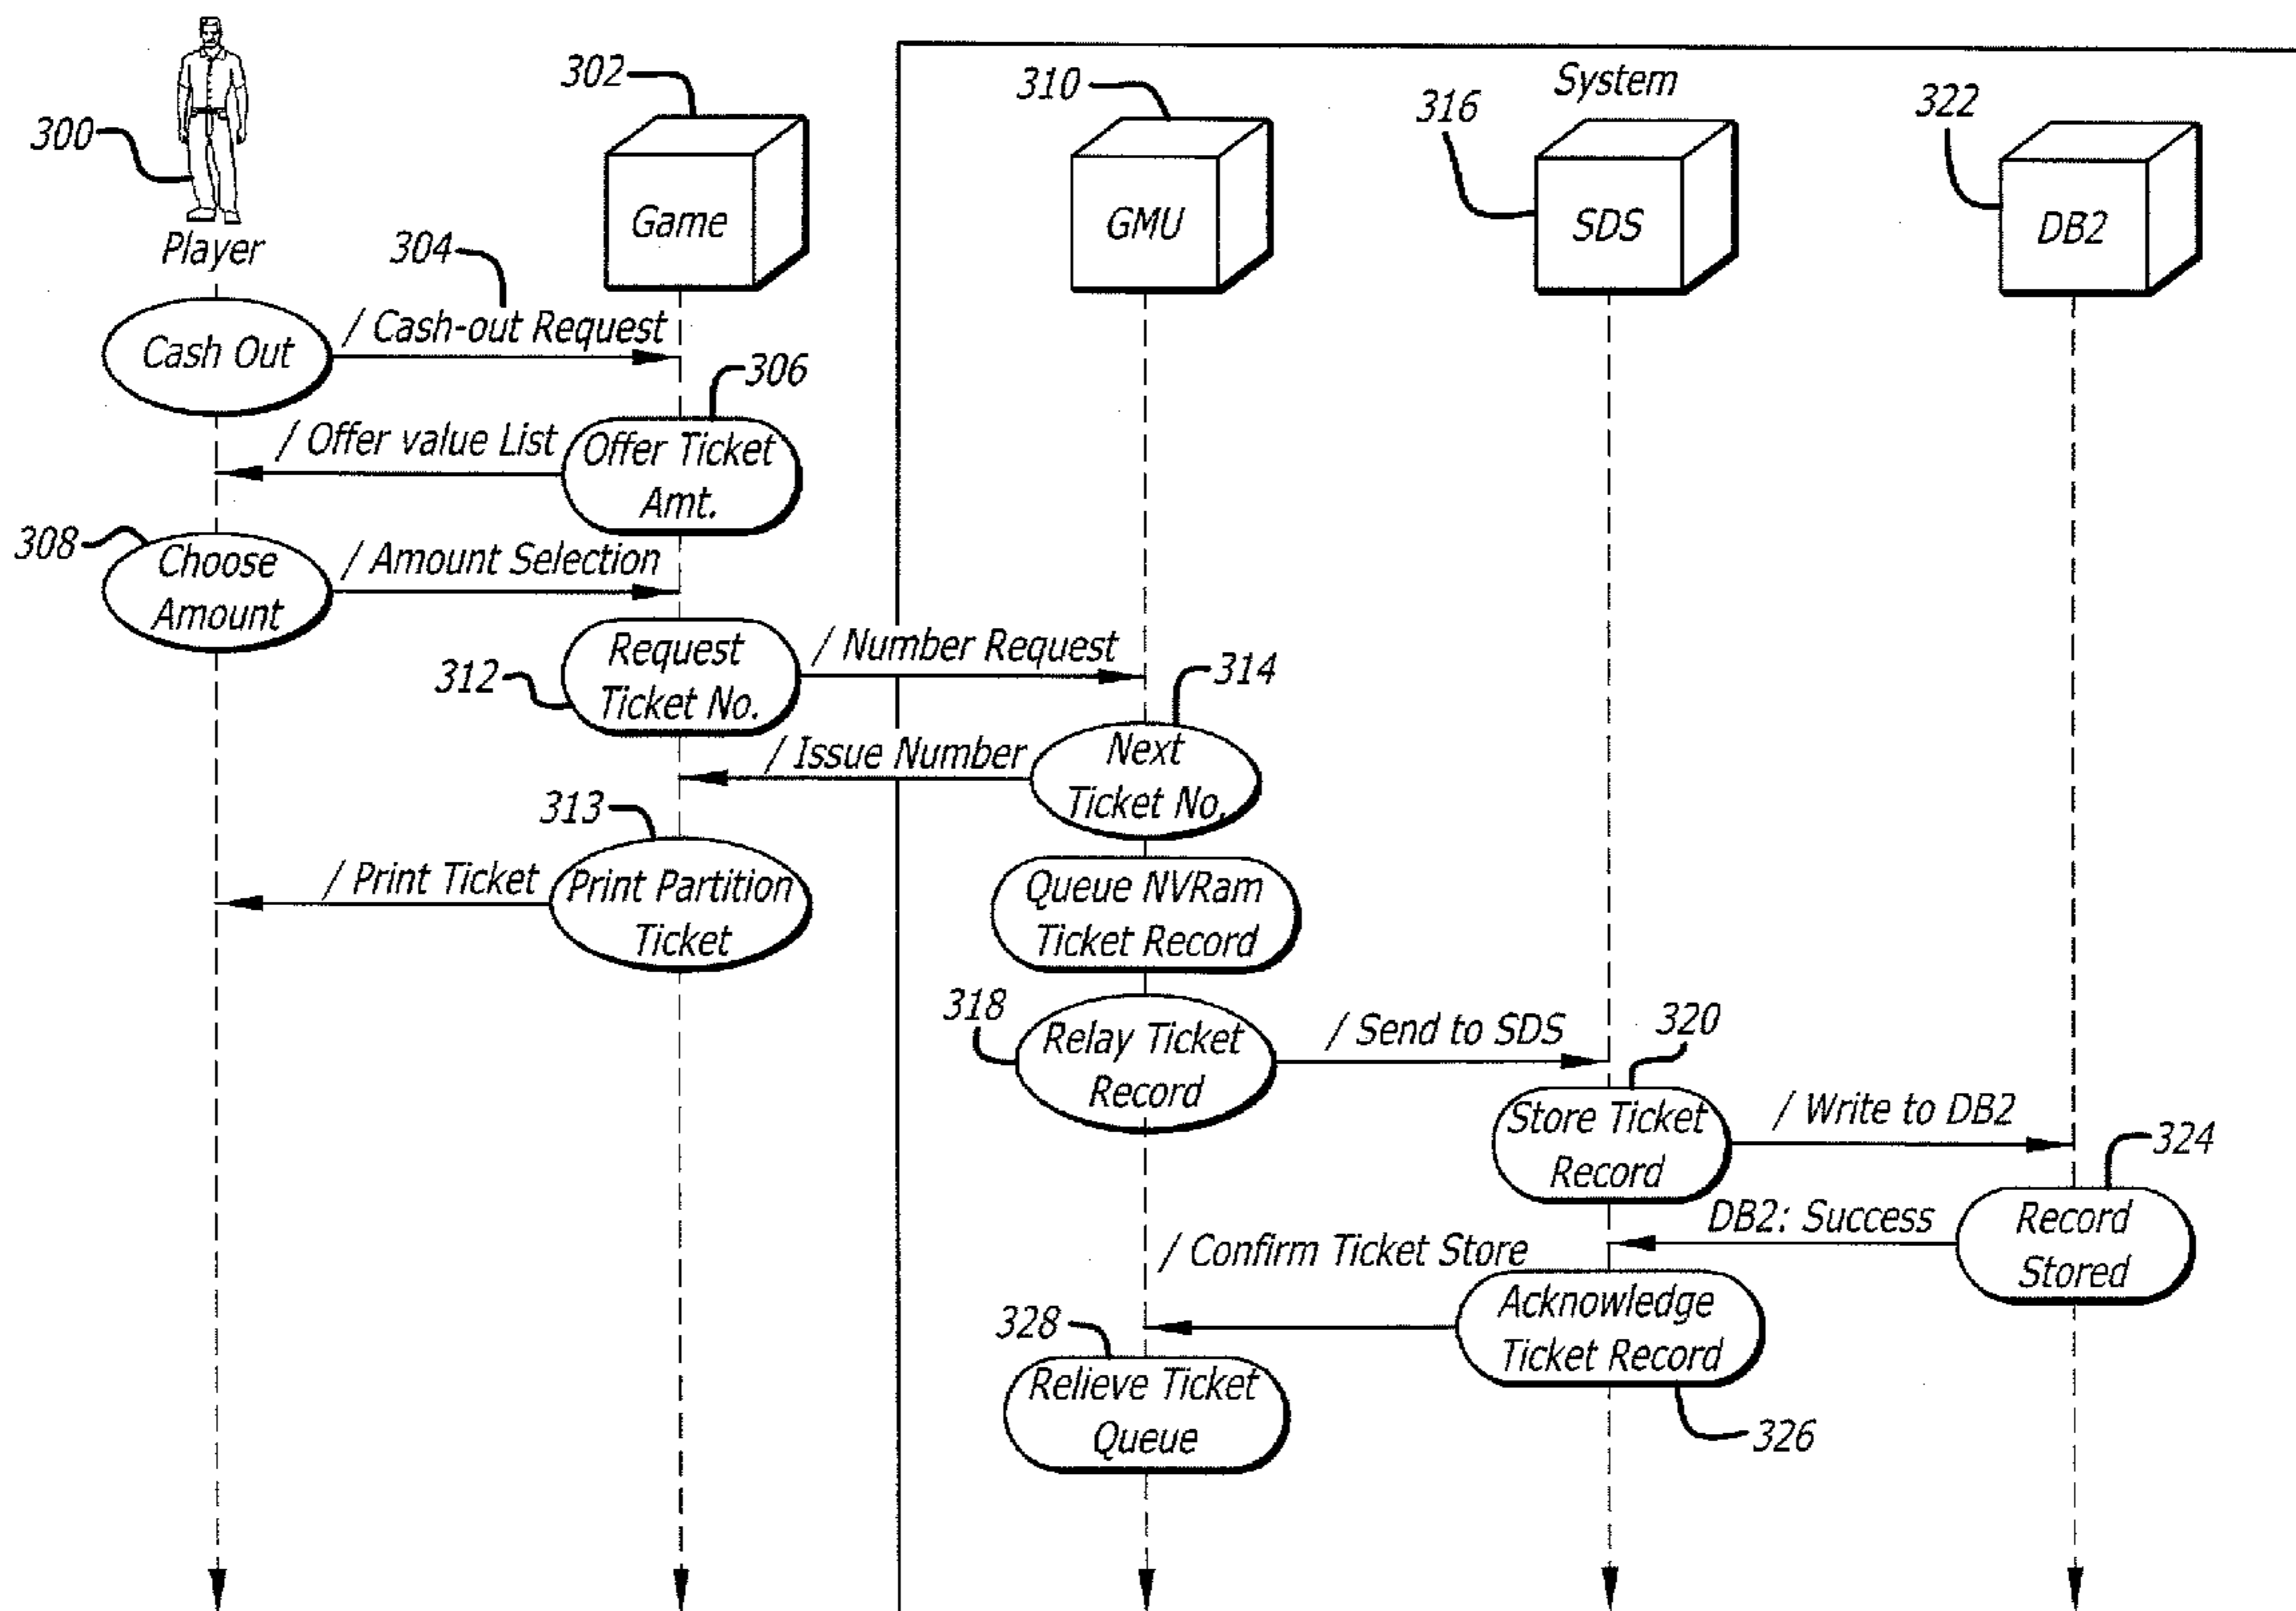 System
302
310
316
322
300
Game
GMU
SDS
DB2
Player
304
Cash Out
/ Cash-out Request
306
/ Offer value List
Offer Ticket
Amt.
308
Choose
Amount
/ Amount Selection
312
Request
Ticket No.
/ Number Request
314
/ Issue Number
Next
Ticket No.
313
/ Print Ticket
Print Partition
Ticket
Queue NVRam
Ticket Record
318
Relay Ticket
Record
/ Send to SDS
320
Store Ticket
Record
/ Write to DB2
324
DB2: Success
Record
Stored
/ Confirm Ticket Store
Acknowledge
Ticket Record
328
Relieve Ticket
Queue
326